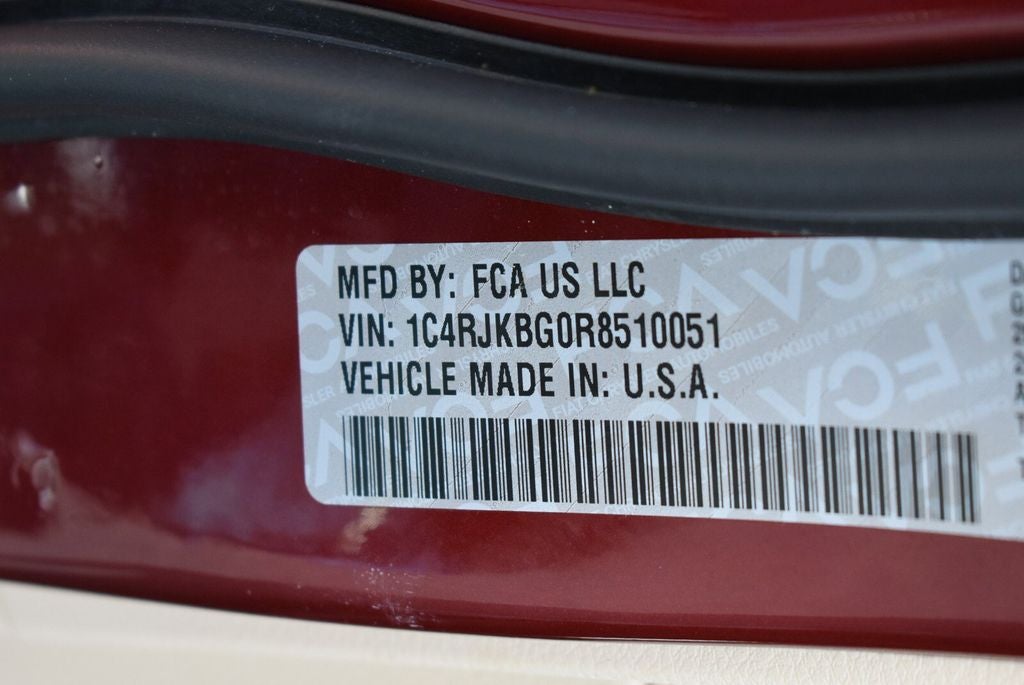 MFD BY: FCA US LLC
VIN: 1C4RJKBG0R8510051
VEHICLE MADE IN: U.S.A.